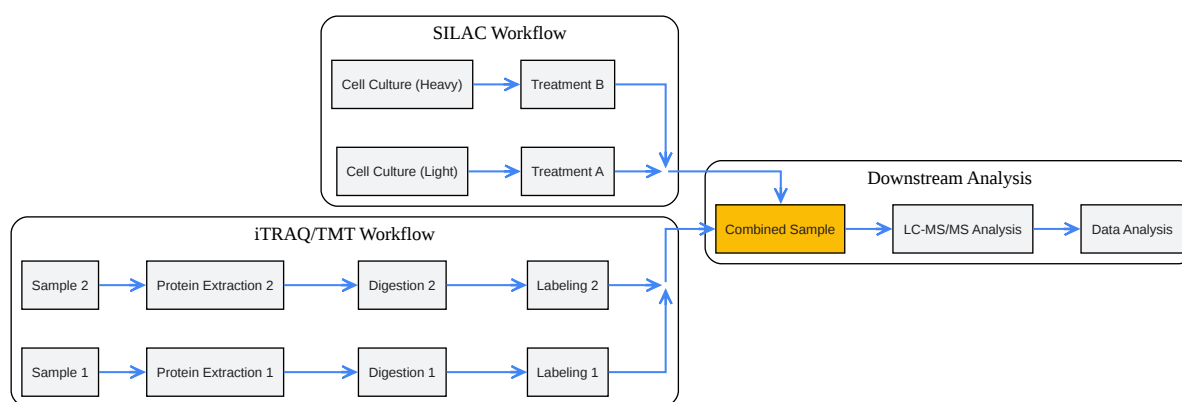 SILAC Workflow
Cell Culture (Heavy)
Treatment B
Cell Culture (Light)
Treatment A
Downstream Analysis
Combined Sample
LC-MS/MS Analysis
Data Analysis
iTRAQ/TMT Workflow
Sample 2
Protein Extraction 2
Digestion 2
Labeling 2
Sample 1
Protein Extraction 1
Digestion 1
Labeling 1